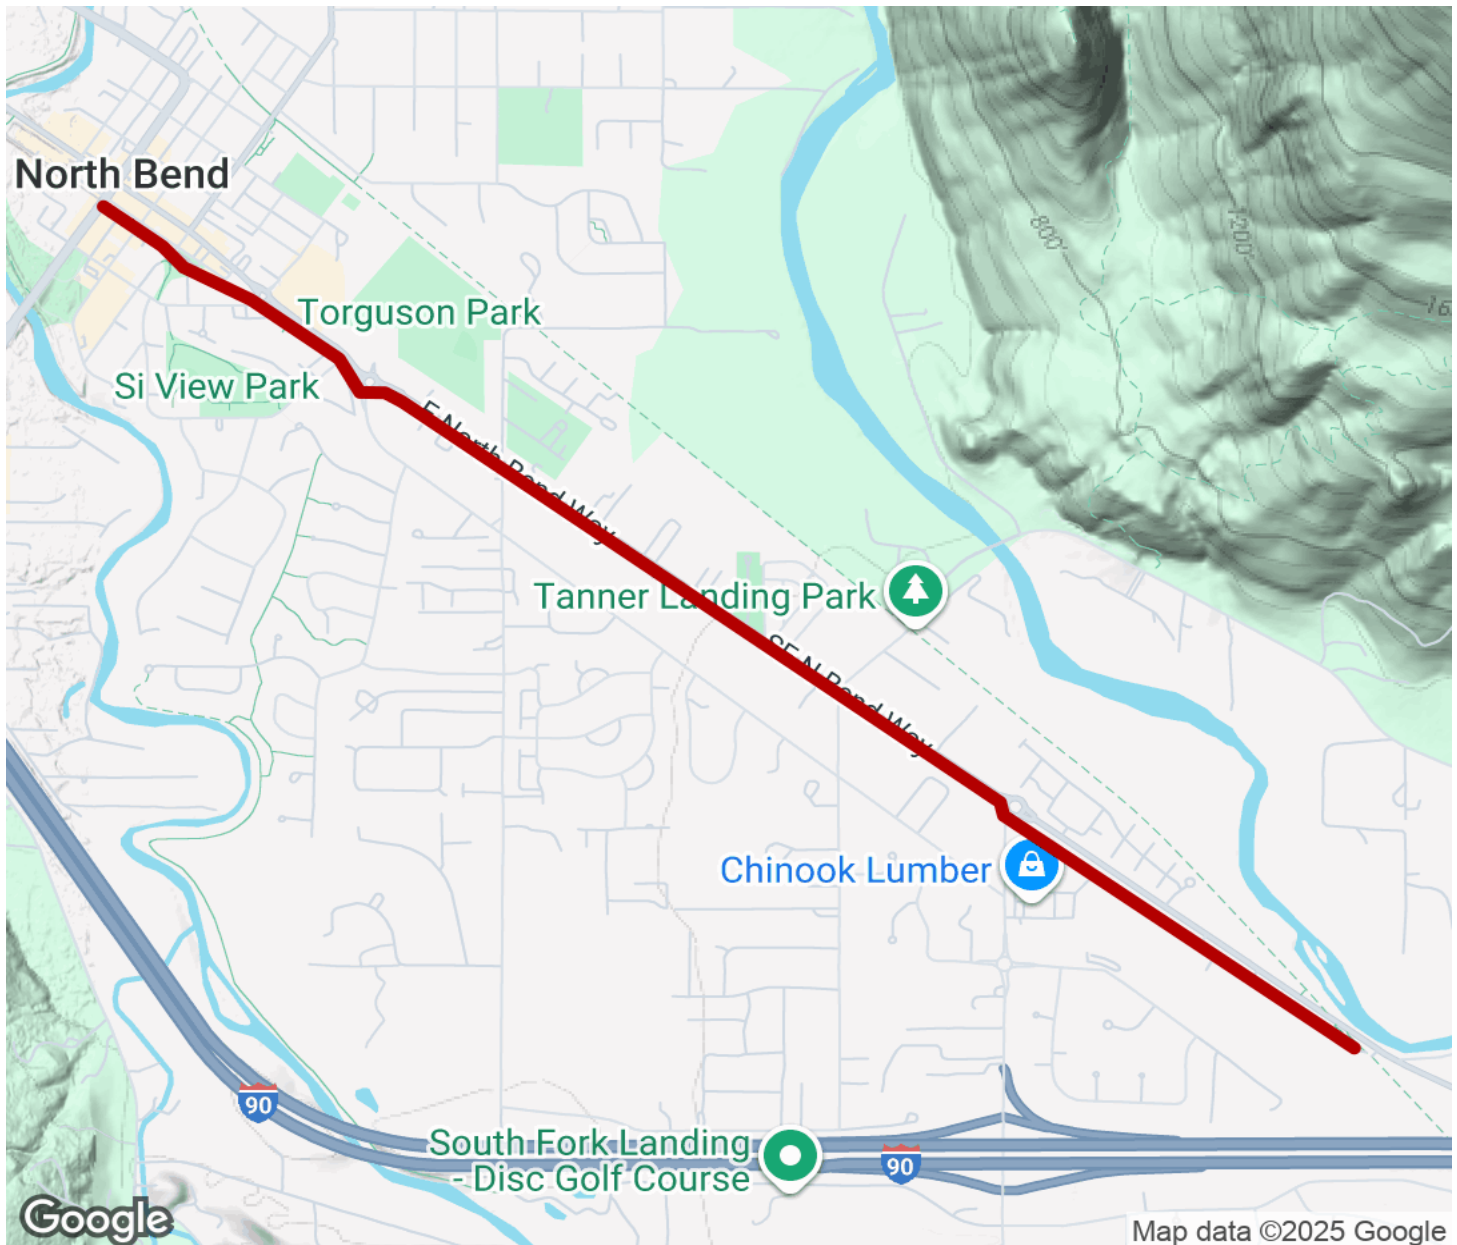 North Bend
Torguson Park
Si View Park
E North Bend Way
800'
1200'
Tanner Landing Park
SE N Bend Way
Chinook Lumber
90
South Fork Landing
- Disc Golf Course
90
Google
Map data ©2025 Google